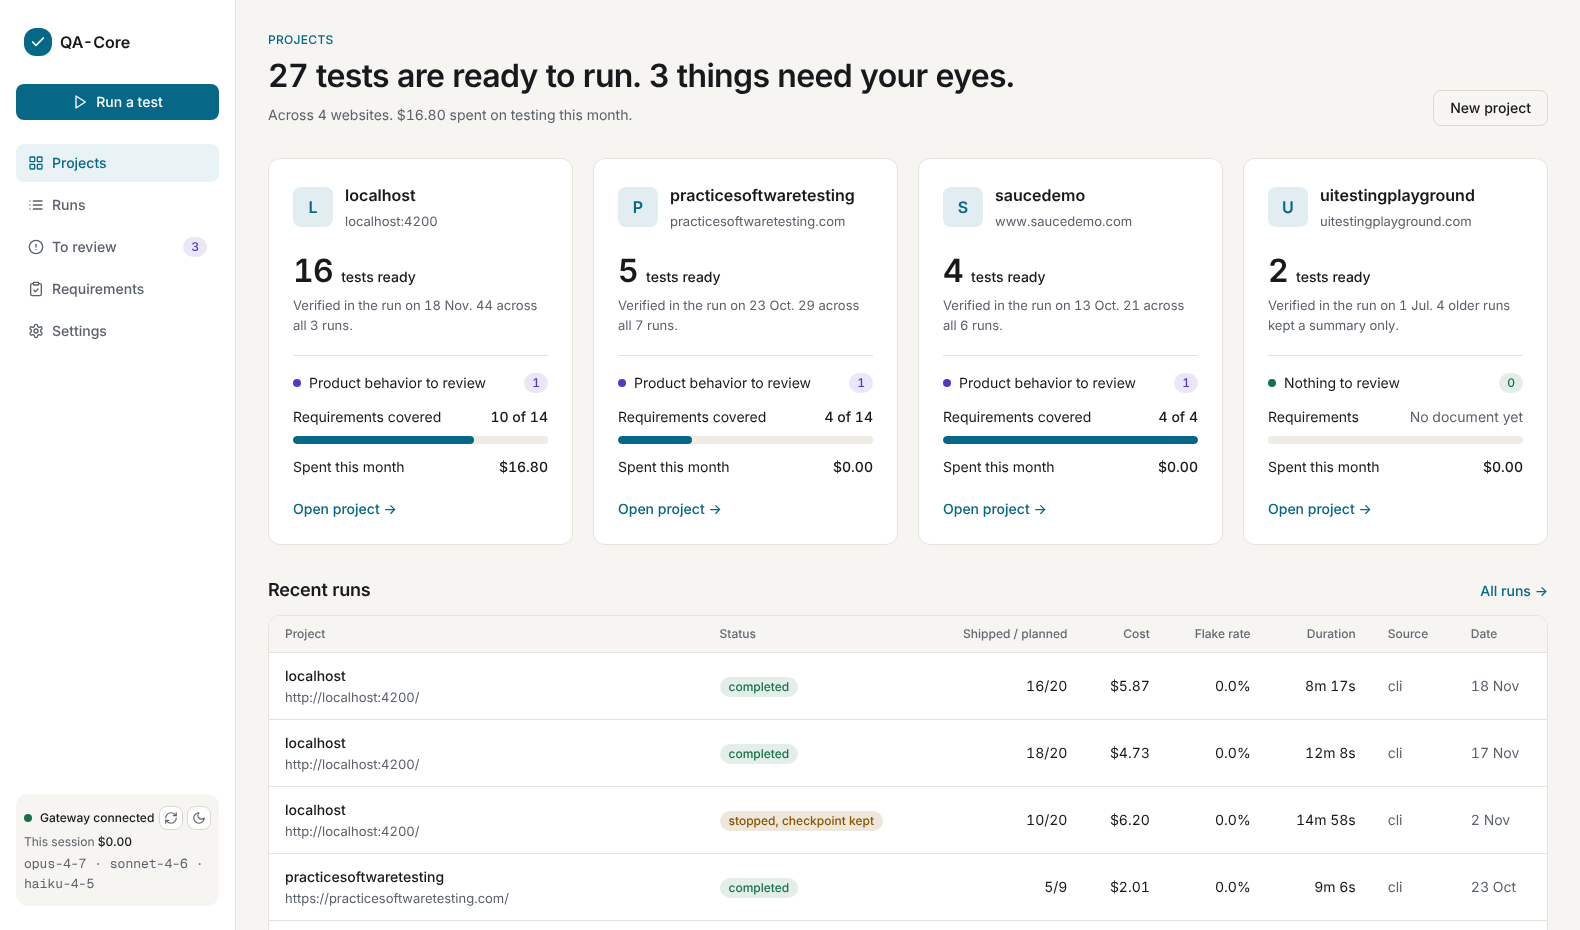 QA-Core
Run a test
Projects
Runs
To review 3
Requirements
Settings
Gateway connected
This session $0.00
opus-4-7 · sonnet-4-6 ·
haiku-4-5
PROJECTS
27 tests are ready to run. 3 things need your eyes.
Across 4 websites. $16.80 spent on testing this month.
New project
L
localhost
localhost:4200
16 tests ready
Verified in the run on 18 Nov. 44 across
all 3 runs.
Product behavior to review 1
Requirements covered 10 of 14
Spent this month $16.80
Open project →
P
practicesoftwaretesting
practicesoftwaretesting.com
5 tests ready
Verified in the run on 23 Oct. 29 across
all 7 runs.
Product behavior to review 1
Requirements covered 4 of 14
Spent this month $0.00
Open project →
S
saucedemo
www.saucedemo.com
4 tests ready
Verified in the run on 13 Oct. 21 across
all 6 runs.
Product behavior to review 1
Requirements covered 4 of 4
Spent this month $0.00
Open project →
U
uitestingplayground
uitestingplayground.com
2 tests ready
Verified in the run on 1 Jul. 4 older runs
kept a summary only.
Nothing to review 0
Requirements No document yet
Spent this month $0.00
Open project →
Recent runs
All runs →
Project Status Shipped / planned Cost Flake rate Duration Source Date
localhost
http://localhost:4200/
completed 16/20 $5.87 0.0% 8m 17s cli 18 Nov
localhost
http://localhost:4200/
completed 18/20 $4.73 0.0% 12m 8s cli 17 Nov
localhost
http://localhost:4200/
stopped, checkpoint kept 10/20 $6.20 0.0% 14m 58s cli 2 Nov
practicesoftwaretesting
https://practicesoftwaretesting.com/
completed 5/9 $2.01 0.0% 9m 6s cli 23 Oct